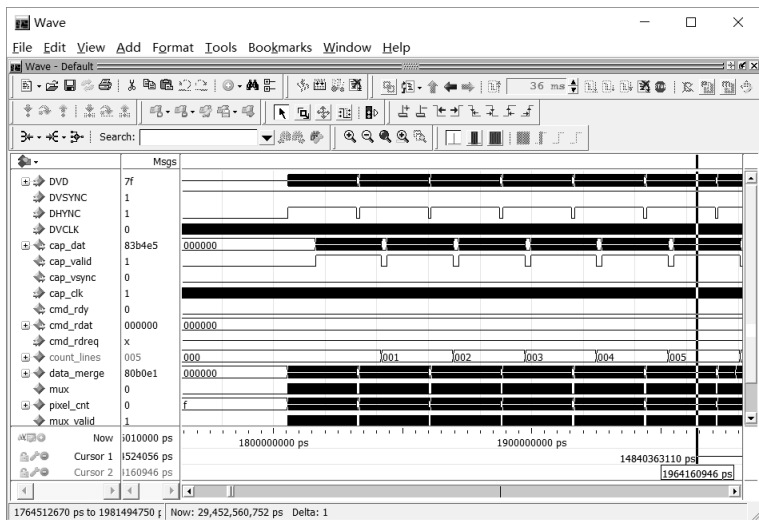 Wave
File Edit View Add Format Tools Bookmarks Window Help
Wave - Default
36 ms
Search:
Msgs
DVD 7f
DVSYNC 1
DHYNC 1
DVCLK 0
cap_dat 83b4e5 000000
cap_valid 1
cap_vsync 0
cap_clk 1
cmd_rdy 0
cmd_rdat 000000 000000
cmd_rdreq x
count_lines 005 000 001 002 003 004 005
data_merge 80b0e1 000000
mux 0
pixel_cnt 0 f
mux_valid 1
Now 5010000 ps 1800000000 ps 1900000000 ps
Cursor 1 4524056 ps 14840363110 ps
Cursor 2 4160946 ps 1964160946 ps
1764512670 ps to 1981494750 p Now: 29,452,560,752 ps Delta: 1